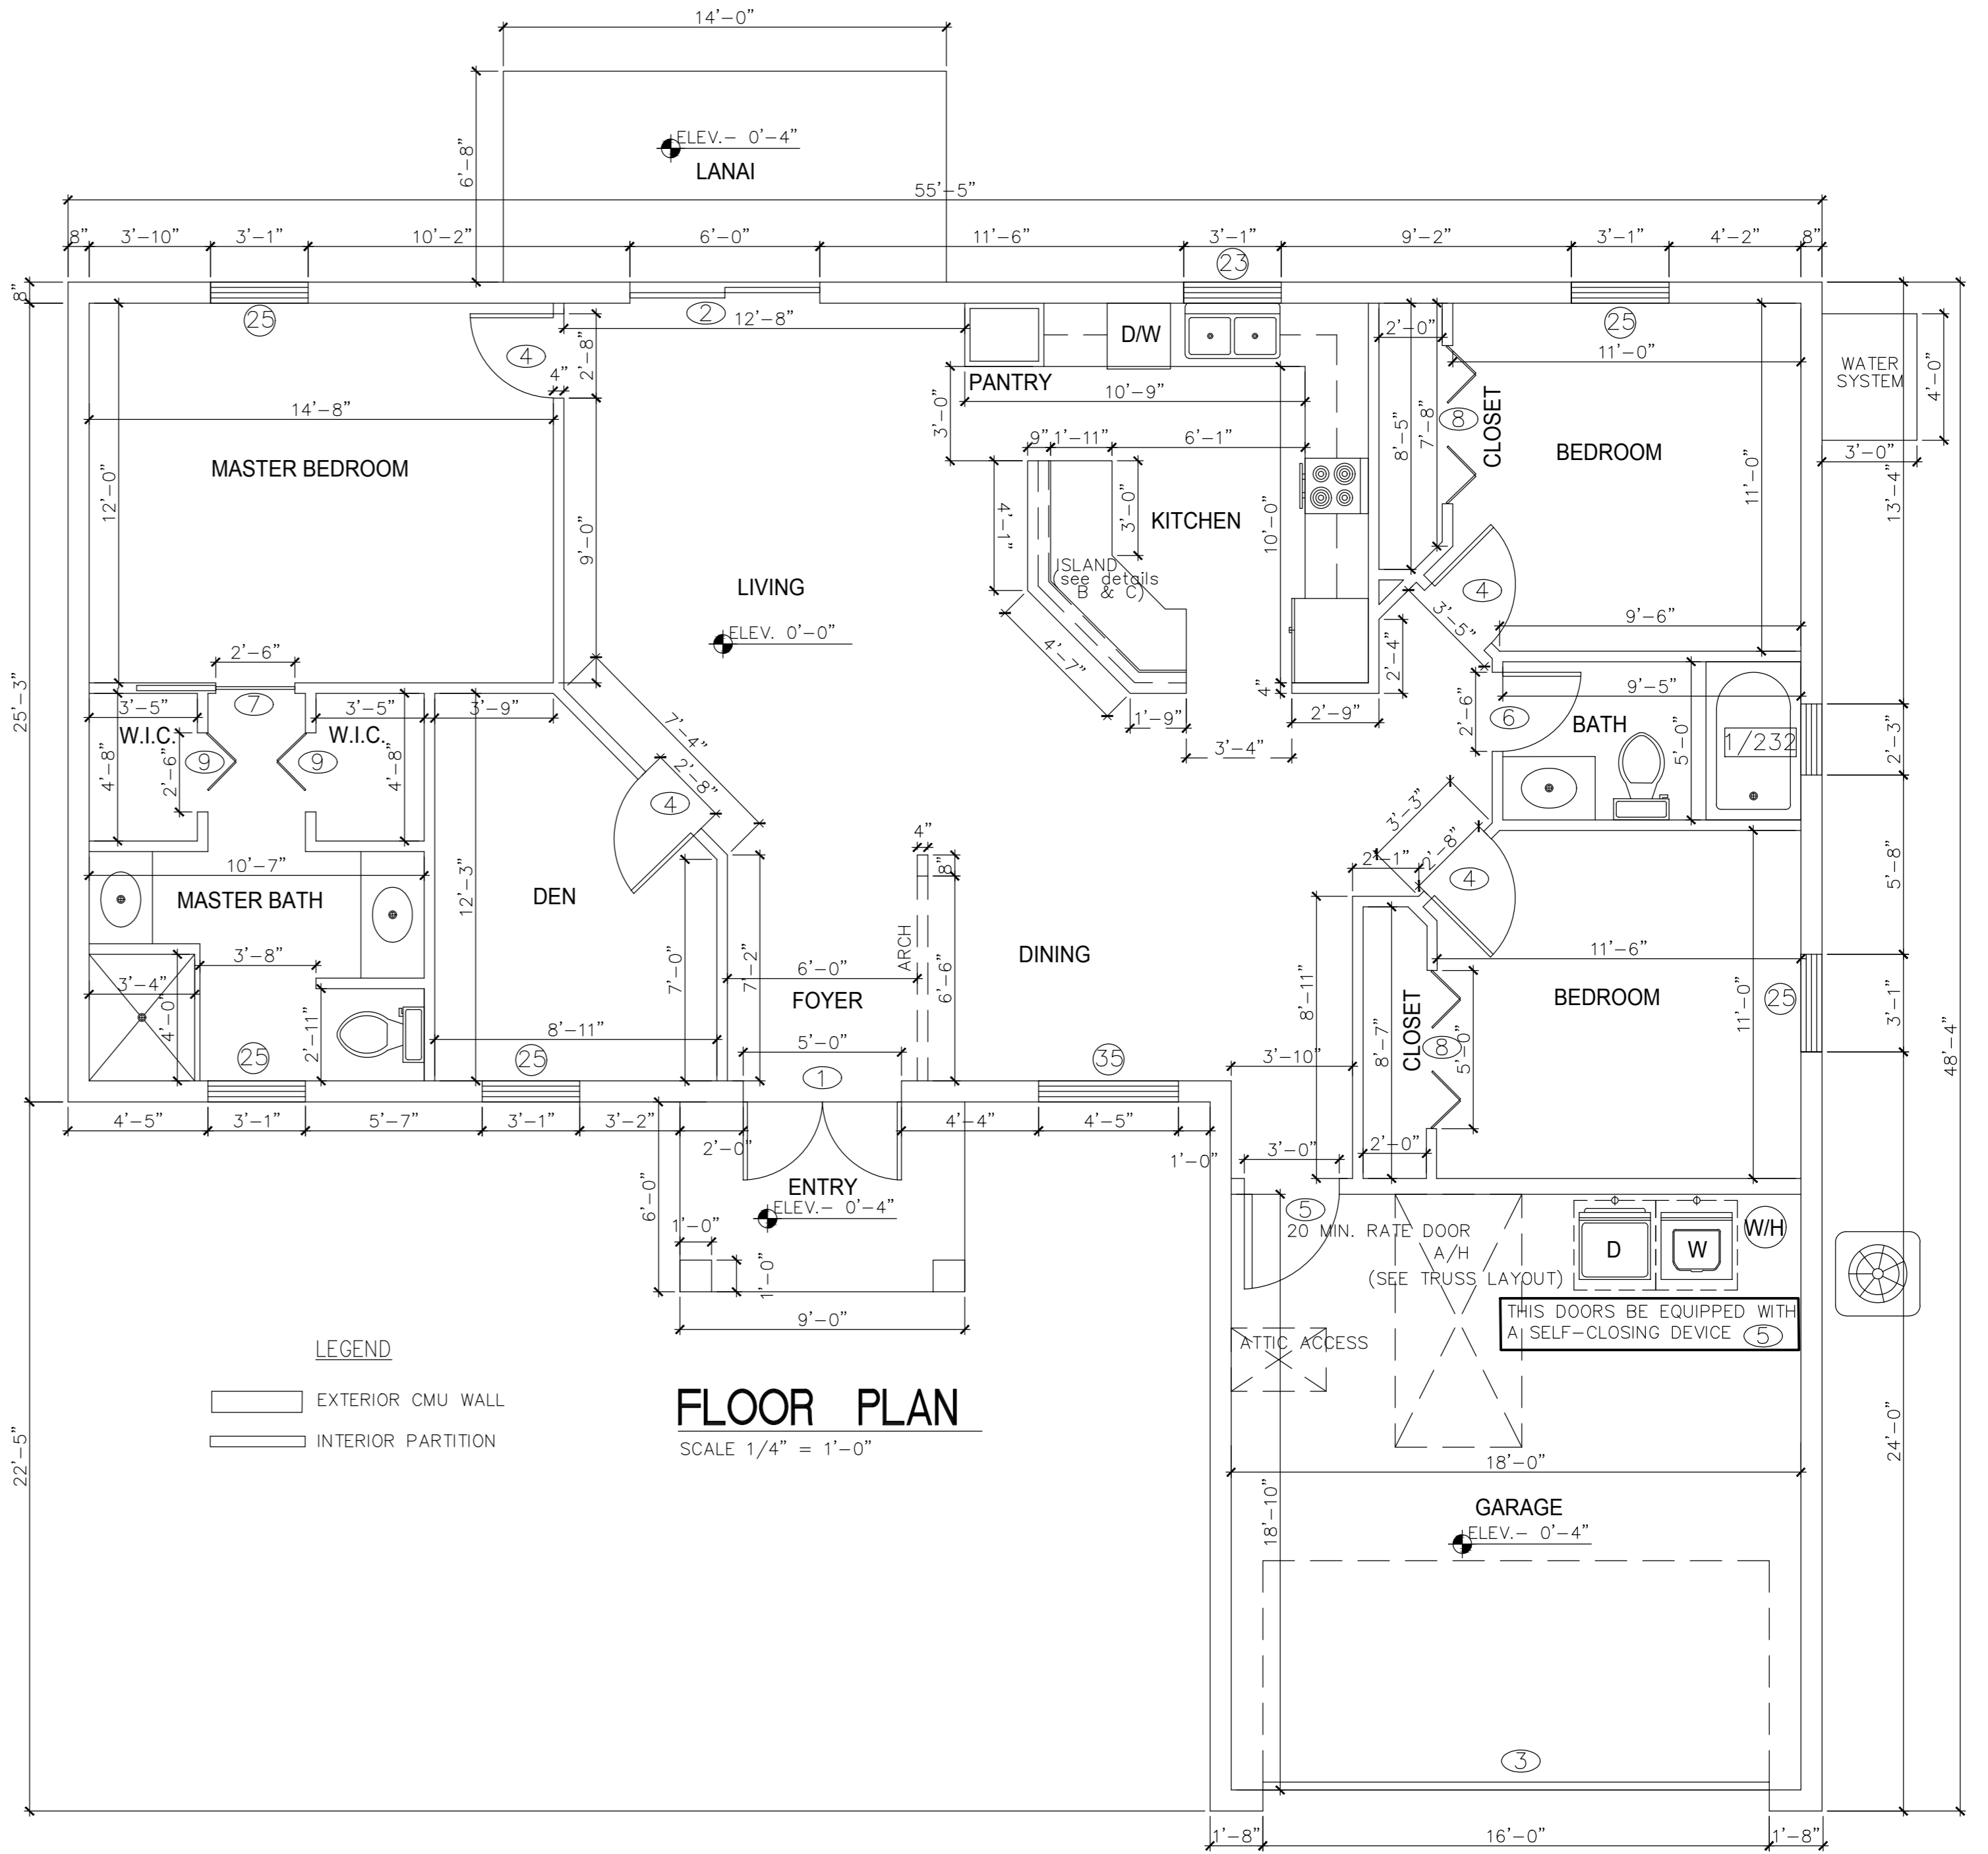 14'-0"
6'-8"
ELEV.- 0'-4"
LANAI
55'-5"
8" 3'-10" 3'-1" 10'-2" 6'-0" 11'-6" 3'-1" 9'-2" 3'-1" 4'-2" 8"
23
8"
25 2 25
12'-8"
4
2'-8"
4"
14'-8"
12'-0"
MASTER BEDROOM
9'-0"
D/W
PANTRY
10'-9"
3'-0"
9" 1'-11" 6'-1"
4'-1"
3'-0"
KITCHEN
10'-0"
ISLAND
(see details
B & C)
4'-7"
1'-9"
3'-4"
4"
2'-9"
2'-4"
2'-0"
8'-5"
7'-8"
8
CLOSET
11'-0"
BEDROOM
11'-0"
WATER
SYSTEM
4'-0"
3'-0"
13'-4"
4
3'-5"
9'-6"
LIVING
ELEV. 0'-0"
25'-3"
2'-6"
7
3'-5" 3'-5" 3'-9"
W.I.C. W.I.C.
4'-8"
2'-6"
9 9
4'-8"
7'-4"
2'-8"
4
9'-5"
2'-6"
6
BATH
5'-0"
1/232
2'-3"
3'-3"
2'-8"
2'-1"
4
5'-8"
10'-7"
MASTER BATH
12'-3"
DEN
4"
8"
ARCH
6'-6"
DINING
3'-8"
3'-4"
4'-0"
2'-11"
7'-0"
7'-2"
6'-0"
FOYER
8'-11"
5'-0"
25 25 1 35
8'-11"
8'-7"
CLOSET
8
5'-0"
11'-6"
BEDROOM
11'-0"
25
3'-1"
48'-4"
3'-10"
2'-0"
3'-0"
4'-5" 3'-1" 5'-7" 3'-1" 3'-2" 2'-0" 4'-4" 4'-5" 1'-0"
6'-0"
ENTRY
ELEV.- 0'-4"
1'-0"
1'-0"
9'-0"
5
20 MIN. RATE DOOR
A/H
(SEE TRUSS LAYOUT)
D W W/H
THIS DOORS BE EQUIPPED WITH
A SELF-CLOSING DEVICE 5
ATTIC ACCESS
LEGEND
EXTERIOR CMU WALL
INTERIOR PARTITION
FLOOR PLAN
SCALE 1/4" = 1'-0"
22'-5"
24'-0"
18'-0"
18'-10"
GARAGE
ELEV.- 0'-4"
3
1'-8" 16'-0" 1'-8"